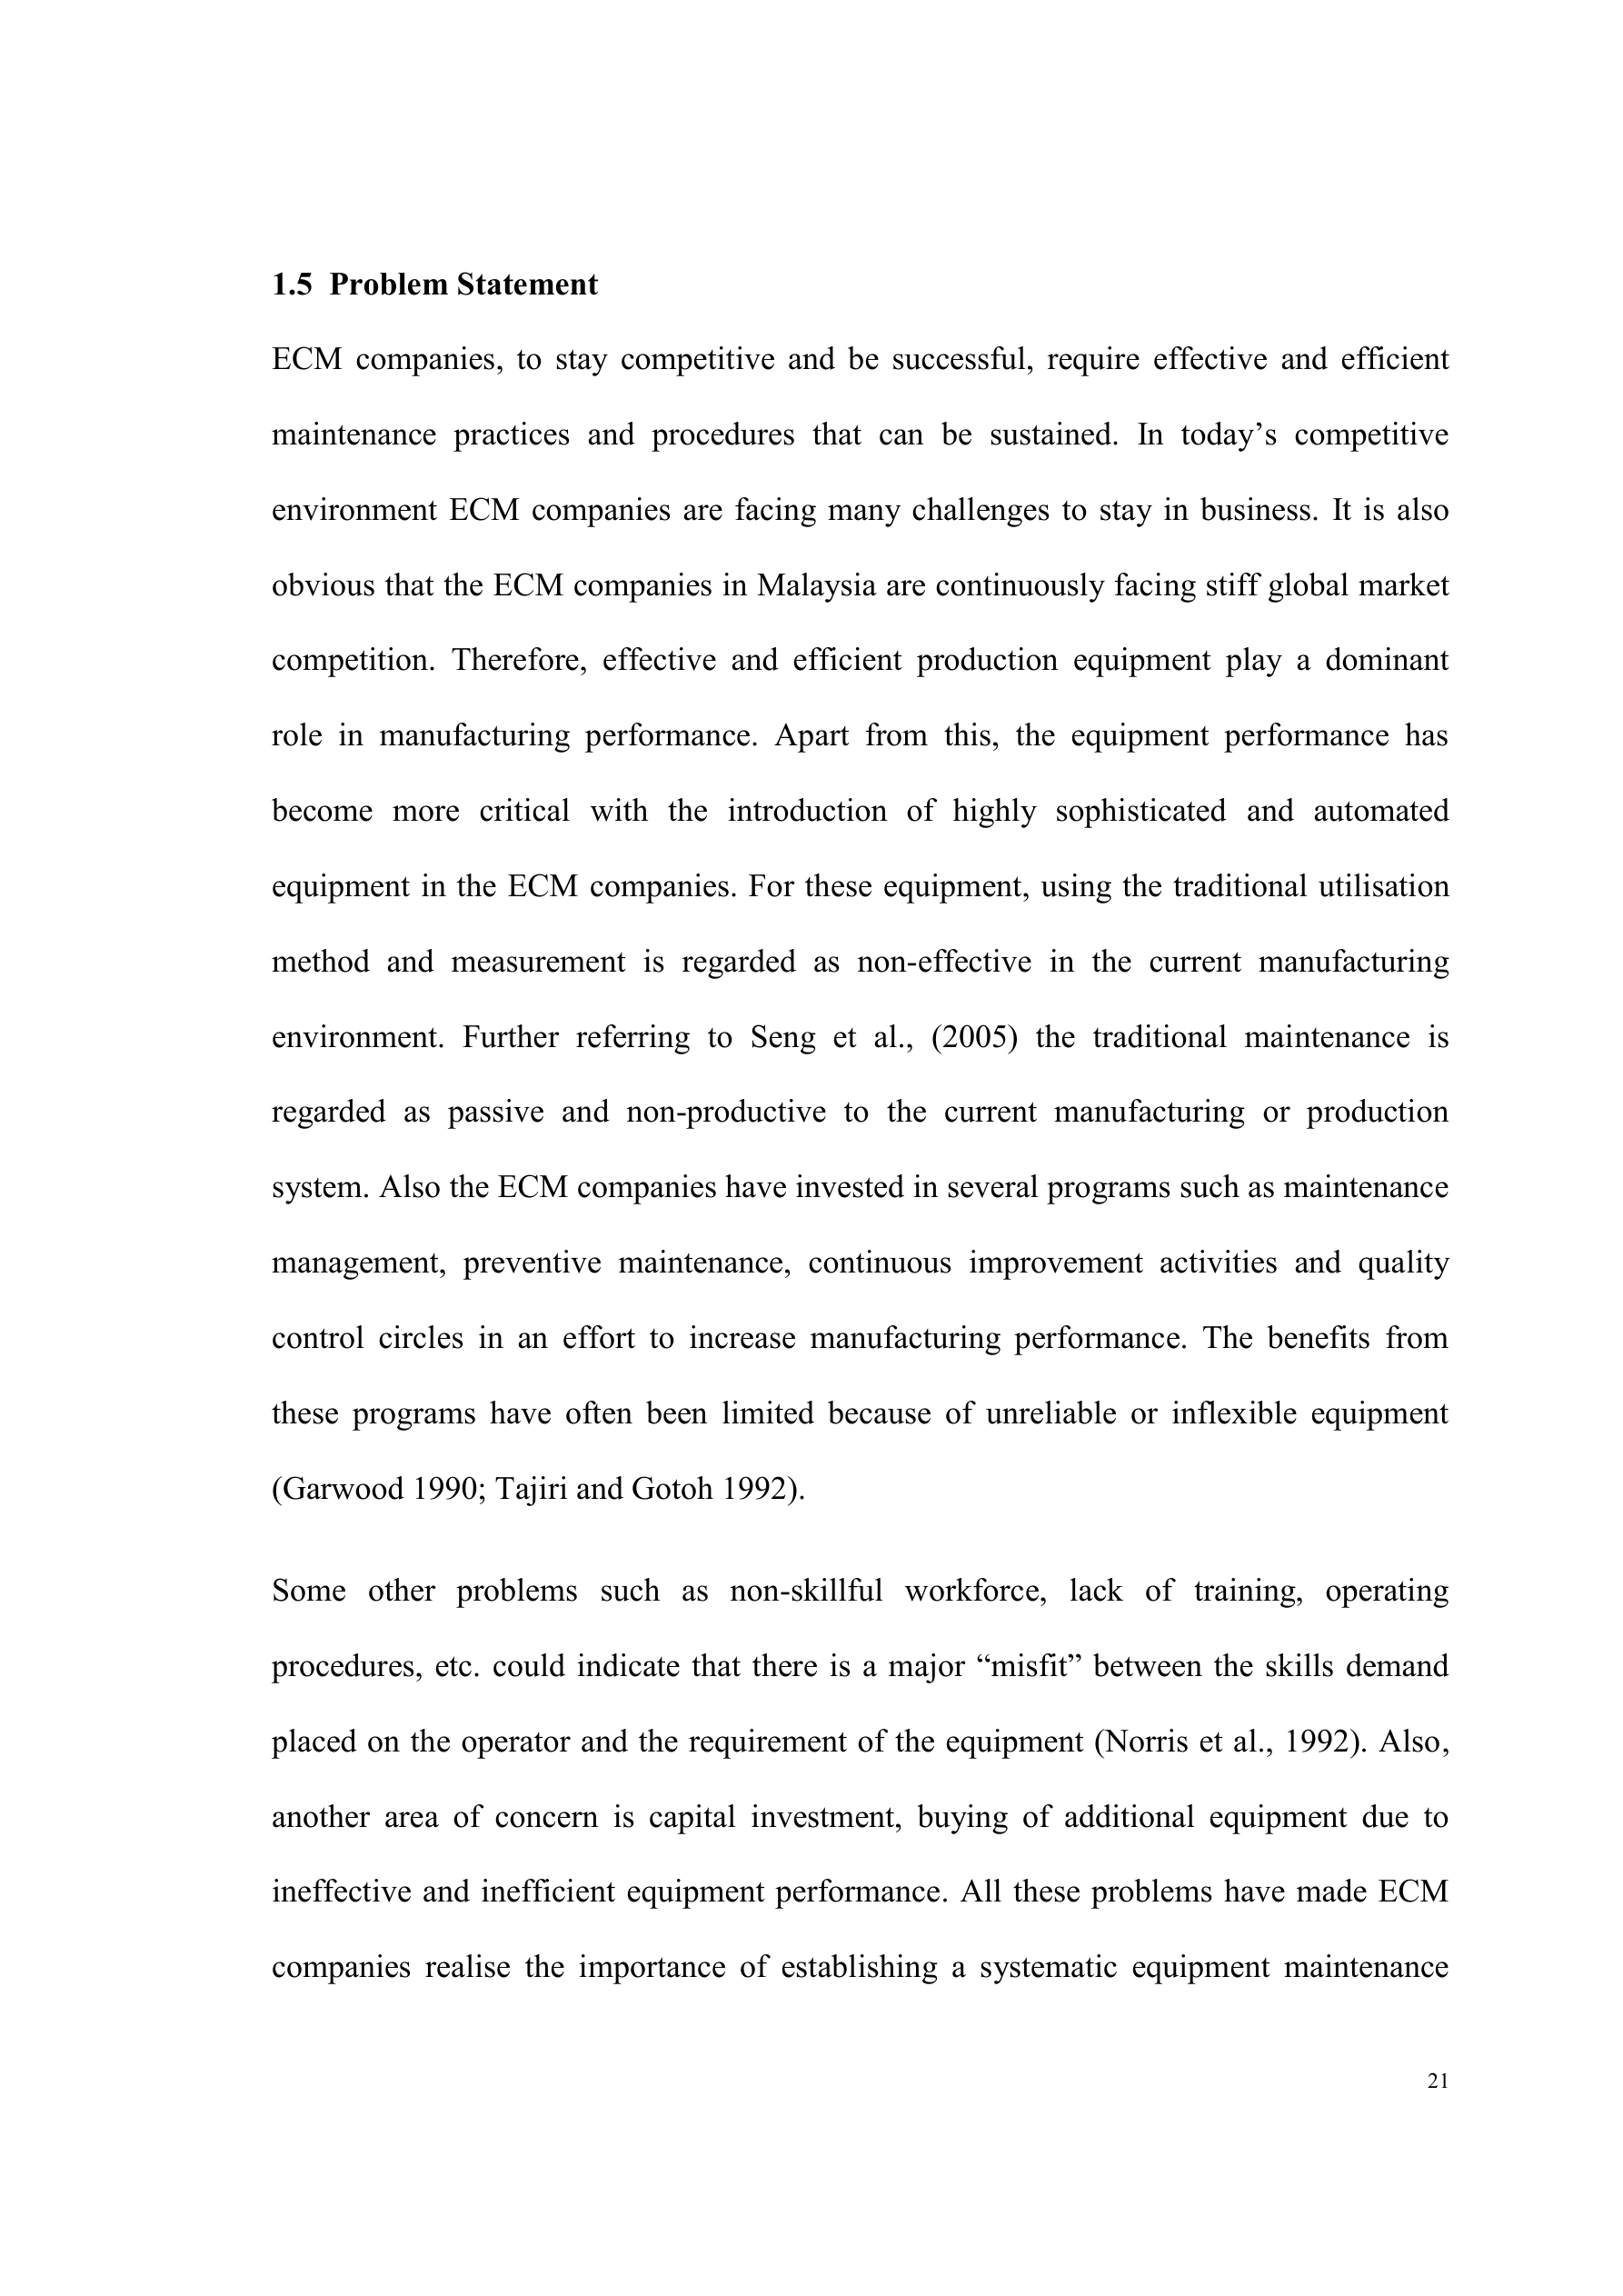 1.5 Problem Statement
ECM companies, to stay competitive and be successful, require effective and efficient
maintenance practices and procedures that can be sustained. In today’s competitive
environment ECM companies are facing many challenges to stay in business. It is also
obvious that the ECM companies in Malaysia are continuously facing stiff global market
competition. Therefore, effective and efficient production equipment play a dominant
role in manufacturing performance. Apart from this, the equipment performance has
become more critical with the introduction of highly sophisticated and automated
equipment in the ECM companies. For these equipment, using the traditional utilisation
method and measurement is regarded as non-effective in the current manufacturing
environment. Further referring to Seng et al., (2005) the traditional maintenance is
regarded as passive and non-productive to the current manufacturing or production
system. Also the ECM companies have invested in several programs such as maintenance
management, preventive maintenance, continuous improvement activities and quality
control circles in an effort to increase manufacturing performance. The benefits from
these programs have often been limited because of unreliable or inflexible equipment
(Garwood 1990; Tajiri and Gotoh 1992).
Some other problems such as non-skillful workforce, lack of training, operating
procedures, etc. could indicate that there is a major “misfit” between the skills demand
placed on the operator and the requirement of the equipment (Norris et al., 1992). Also,
another area of concern is capital investment, buying of additional equipment due to
ineffective and inefficient equipment performance. All these problems have made ECM
companies realise the importance of establishing a systematic equipment maintenance
21